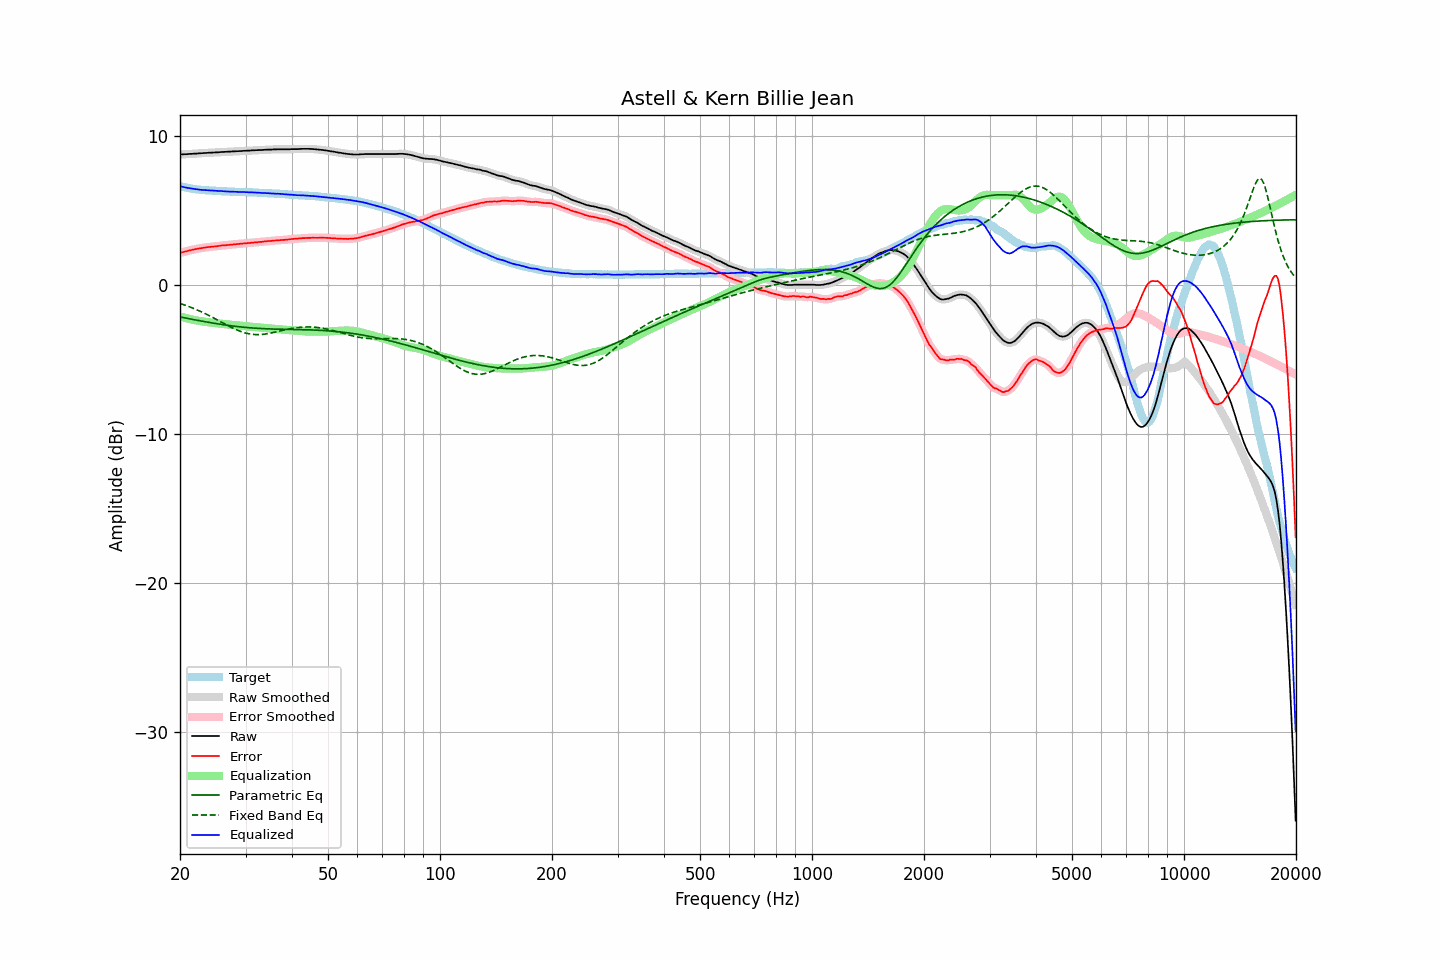 Astell & Kern Billie Jean
10
0
−10
−20
−30
Amplitude (dBr)
Target
Raw Smoothed
Error Smoothed
Raw
Error
Equalization
Parametric Eq
Fixed Band Eq
Equalized
20 50 100 200 500 1000 2000 5000 10000 20000
Frequency (Hz)